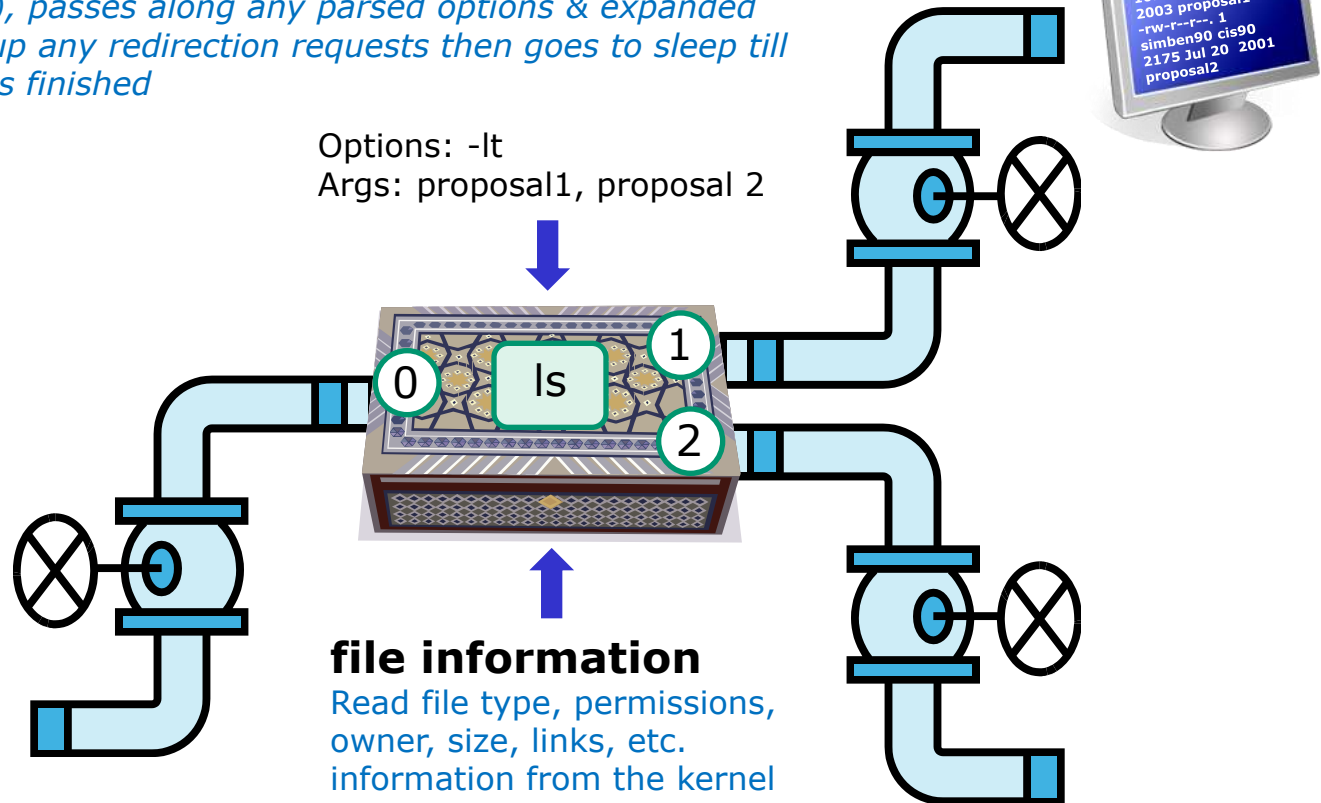 ), passes along any parsed options & expanded
up any redirection requests then goes to sleep till
s finished
2003 proposal1
-rw-r--r--. 1
simben90 cis90
2175 Jul 20 2001
proposal2
Options: -lt
Args: proposal1, proposal 2
1
0
ls
2
file information
Read file type, permissions,
owner, size, links, etc.
information from the kernel